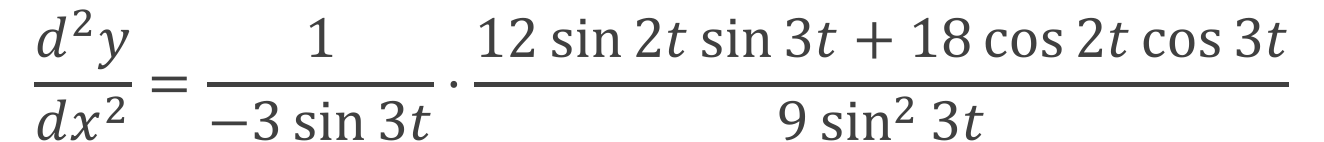 d²y/dx² = 1/(−3 sin 3t) · (12 sin 2t sin 3t + 18 cos 2t cos 3t)/(9 sin² 3t)